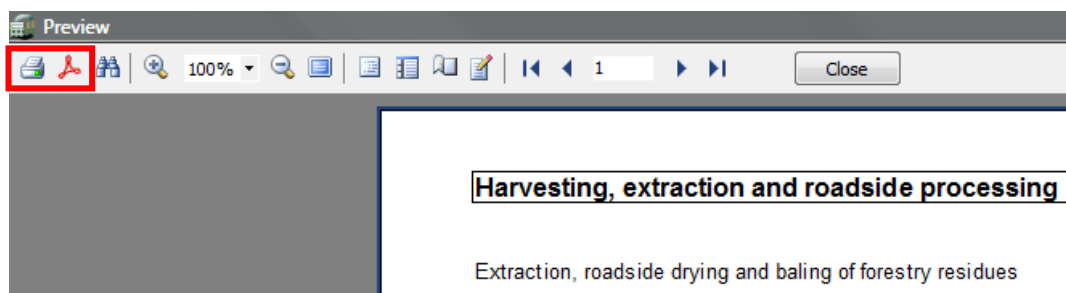 Preview
100% 1 Close
Harvesting, extraction and roadside processing
Extraction, roadside drying and baling of forestry residues